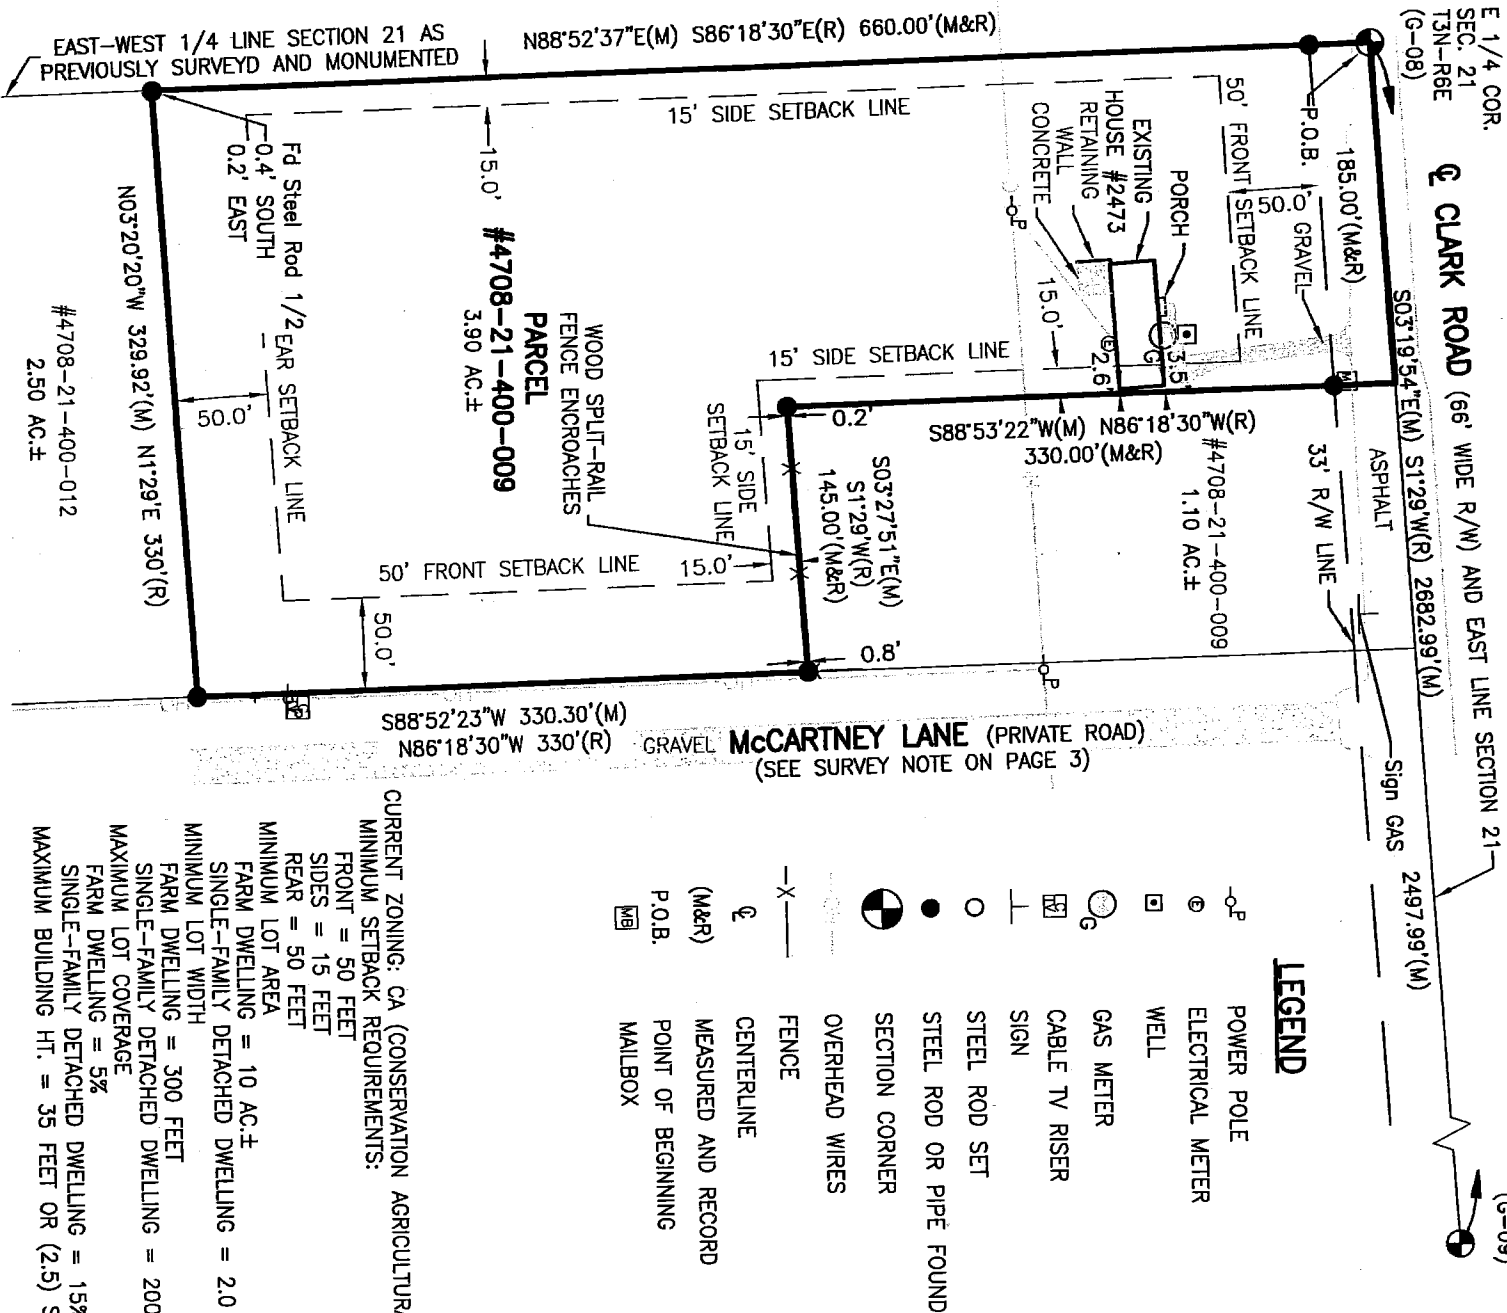 E 1/4 COR.
SEC. 21
T3N-R6E
(G-08)
℄ CLARK ROAD (66' WIDE R/W) AND EAST LINE SECTION 21
S03°19'54"E(M) S1°29'W(R) 2682.99'(M)
2497.99'(M)
(G-09)
EAST-WEST 1/4 LINE SECTION 21 AS
PREVIOUSLY SURVEYD AND MONUMENTED
N88°52'37"E(M) S86°18'30"E(R) 660.00'(M&R)
P.O.B.
185.00'(M&R)
15' SIDE SETBACK LINE
50' FRONT SETBACK LINE
50.0'
GRAVEL
PORCH
EXISTING
HOUSE #2473
RETAINING
WALL
CONCRETE
P
15.0'
15.0'
G
E
3.5'
2.6'
MB
Fd Steel Rod 1/2
0.4' SOUTH
0.2' EAST
N03°20'20"W 329.92'(M) N1°29'E 330'(R)
#4708-21-400-012
2.50 AC.±
EAR SETBACK LINE
50.0'
PARCEL
#4708-21-400-009
3.90 AC.±
WOOD SPLIT-RAIL
FENCE ENCROACHES
15' SIDE SETBACK LINE
15' SIDE
SETBACK LINE
0.2'
S88°53'22"W(M) N86°18'30"W(R)
330.00'(M&R)
#4708-21-400-009
1.10 AC.±
33' R/W LINE
ASPHALT
S03°27'51"E(M)
S1°29'W(R)
145.00'(M&R)
50' FRONT SETBACK LINE
15.0'
50.0'
0.8'
P
Sign GAS
S88°52'23"W 330.30'(M)
N86°18'30"W 330'(R)
GRAVEL McCARTNEY LANE (PRIVATE ROAD)
(SEE SURVEY NOTE ON PAGE 3)
LEGEND
P POWER POLE
E ELECTRICAL METER
WELL
G GAS METER
CABLE TV RISER
SIGN
STEEL ROD SET
STEEL ROD OR PIPE FOUND
SECTION CORNER
OVERHEAD WIRES
-X- FENCE
℄ CENTERLINE
(M&R) MEASURED AND RECORD
P.O.B. POINT OF BEGINNING
MB MAILBOX
CURRENT ZONING: CA (CONSERVATION AGRICULTURA
MINIMUM SETBACK REQUIREMENTS:
FRONT = 50 FEET
SIDES = 15 FEET
REAR = 50 FEET
MINIMUM LOT AREA
FARM DWELLING = 10 AC.±
SINGLE-FAMILY DETACHED DWELLING = 2.0
MINIMUM LOT WIDTH
FARM DWELLING = 300 FEET
SINGLE-FAMILY DETACHED DWELLING = 200
MAXIMUM LOT COVERAGE
FARM DWELLING = 5%
SINGLE-FAMILY DETACHED DWELLING = 15%
MAXIMUM BUILDING HT. = 35 FEET OR (2.5) S